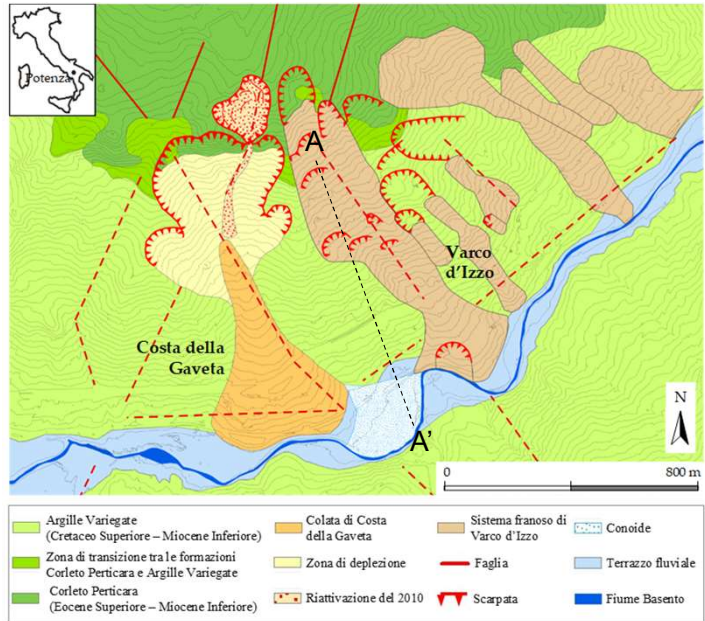 Potenza
A
Varco
d'Izzo
Costa della
Gaveta
A'
N
0 800 m
Argille Variegate
(Cretaceo Superiore – Miocene Inferiore)
Zona di transizione tra le formazioni
Corleto Perticara e Argille Variegate
Corleto Perticara
(Eocene Superiore – Miocene Inferiore)
Colata di Costa
della Gaveta
Zona di deplezione
Riattivazione del 2010
Sistema franoso di
Varco d'Izzo
Faglia
Scarpata
Conoide
Terrazzo fluviale
Fiume Basento